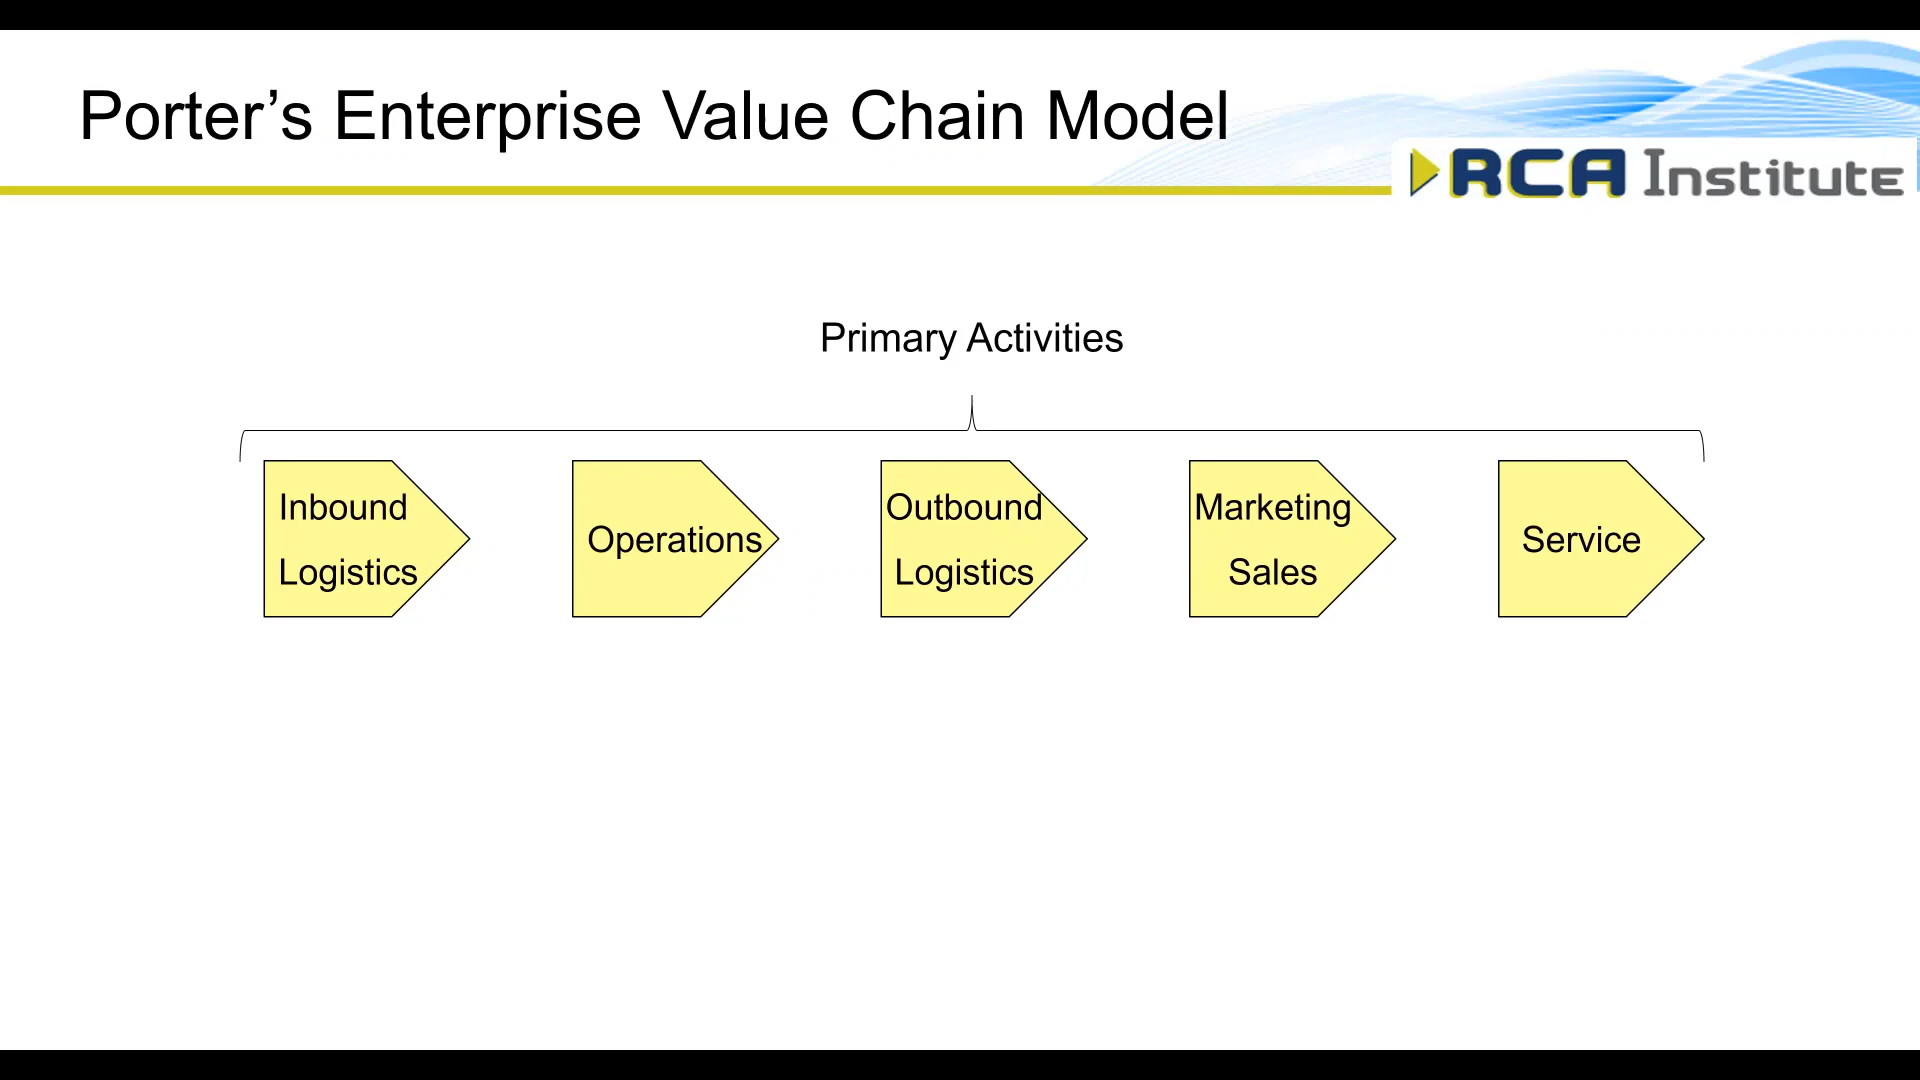 Porter’s Enterprise Value Chain Model
RCA Institute
Primary Activities
Inbound
Logistics
Operations
Outbound
Logistics
Marketing
Sales
Service